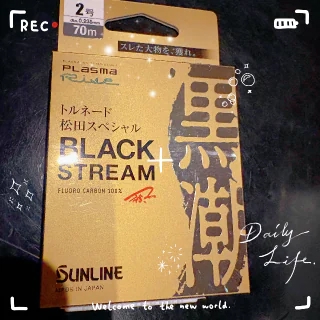 REC
2号
70m
スレた大物を、獲れ。
PLASMA
Rise
トルネード
松田スペシャル
BLACK
STREAM
FLUORO CARBON 100%
黒潮
SUNLINE
MADE IN JAPAN
Daily
Life.
Welcome to the new world.